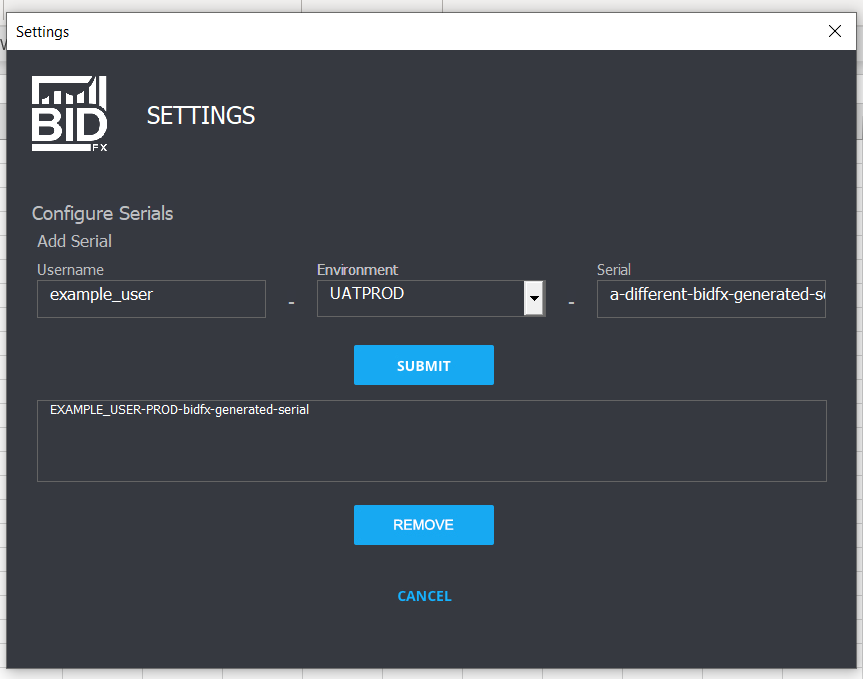 Settings
BID
FX
SETTINGS
Configure Serials
Add Serial
Username Environment Serial
example_user - UATPROD - a-different-bidfx-generated-s
SUBMIT
EXAMPLE_USER-PROD-bidfx-generated-serial
REMOVE
CANCEL